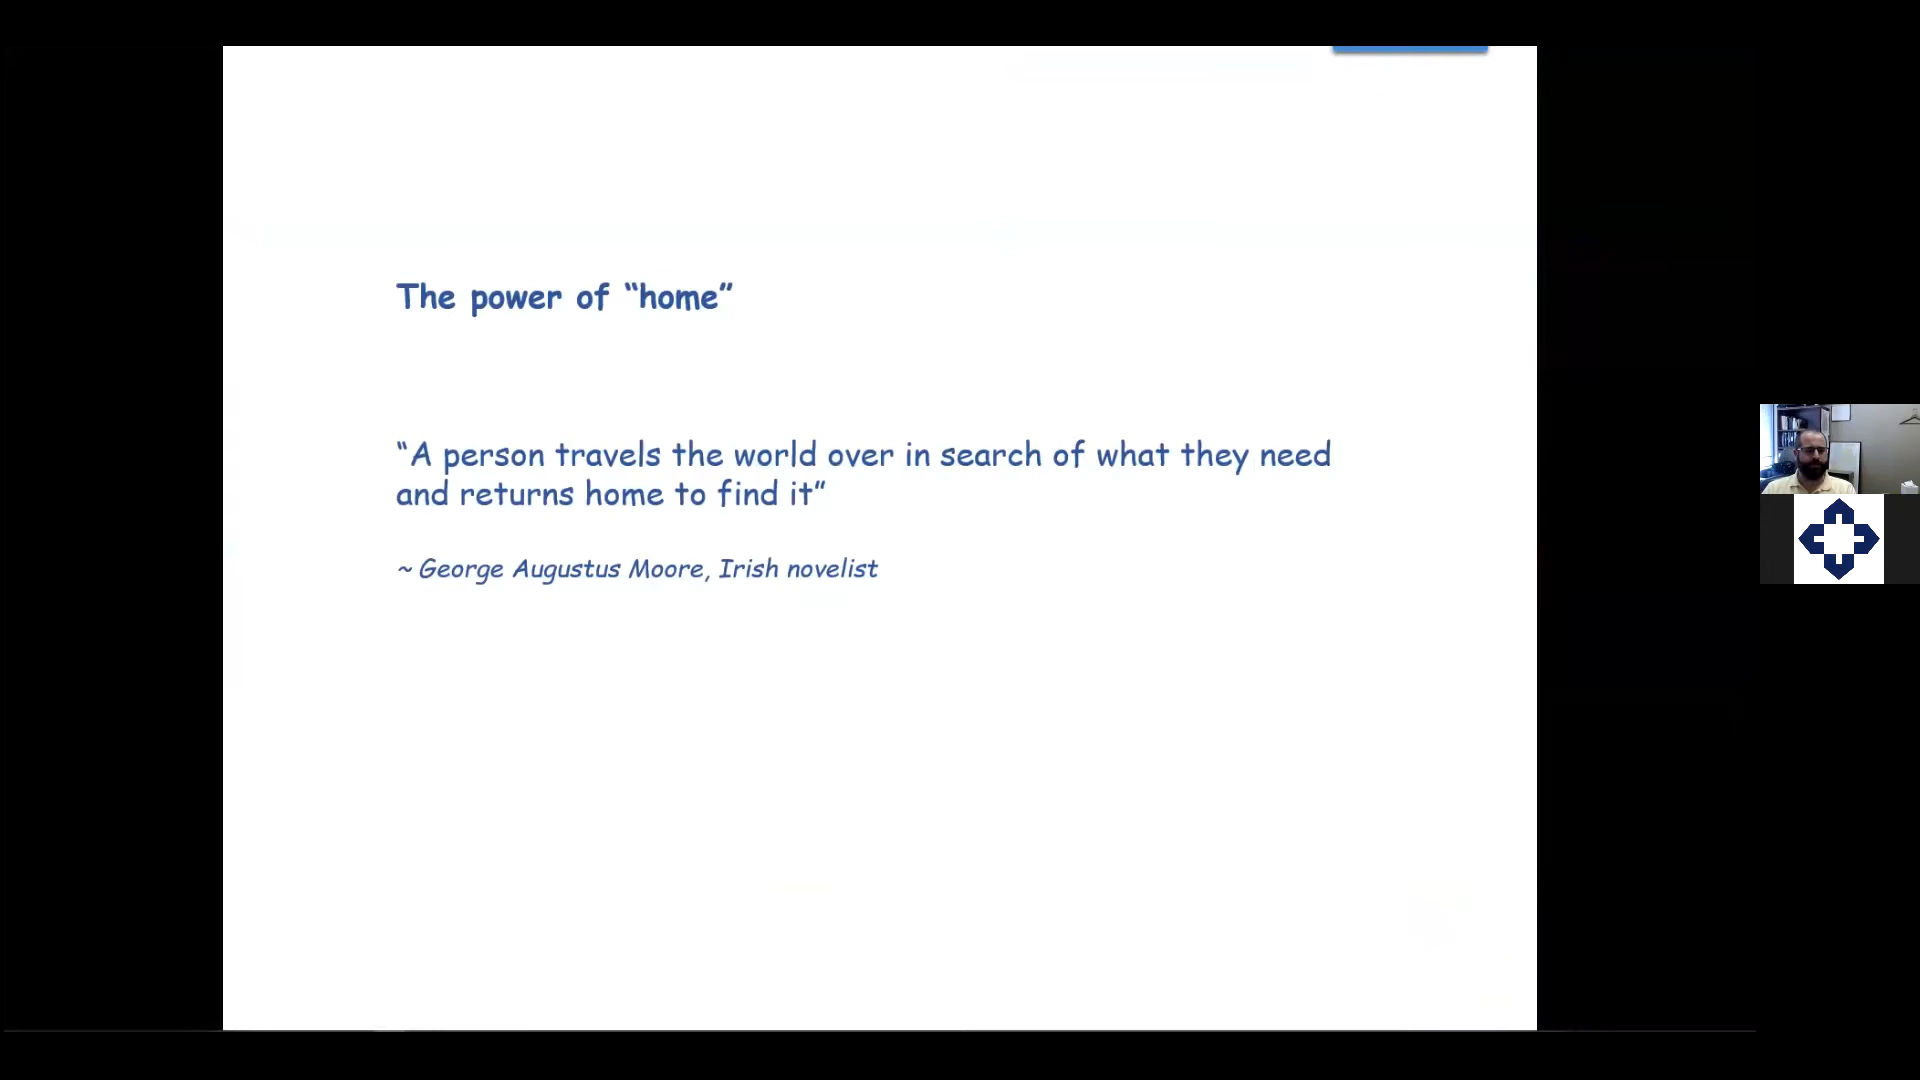 The power of “home”
“A person travels the world over in search of what they need
and returns home to find it”
~ George Augustus Moore, Irish novelist